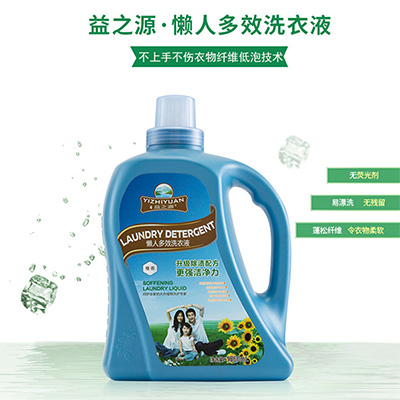 益之源·懒人多效洗衣液
不上手不伤衣物纤维低泡技术
无荧光剂
易漂洗 无残留
蓬松纤维 令衣物柔软
YIZHIYUAN
益之源
LAUNDRY DETERGENT
懒人多效洗衣液
升级除渍配方
更强洁净力
SOFFENING
LAUNDRY LIQUID